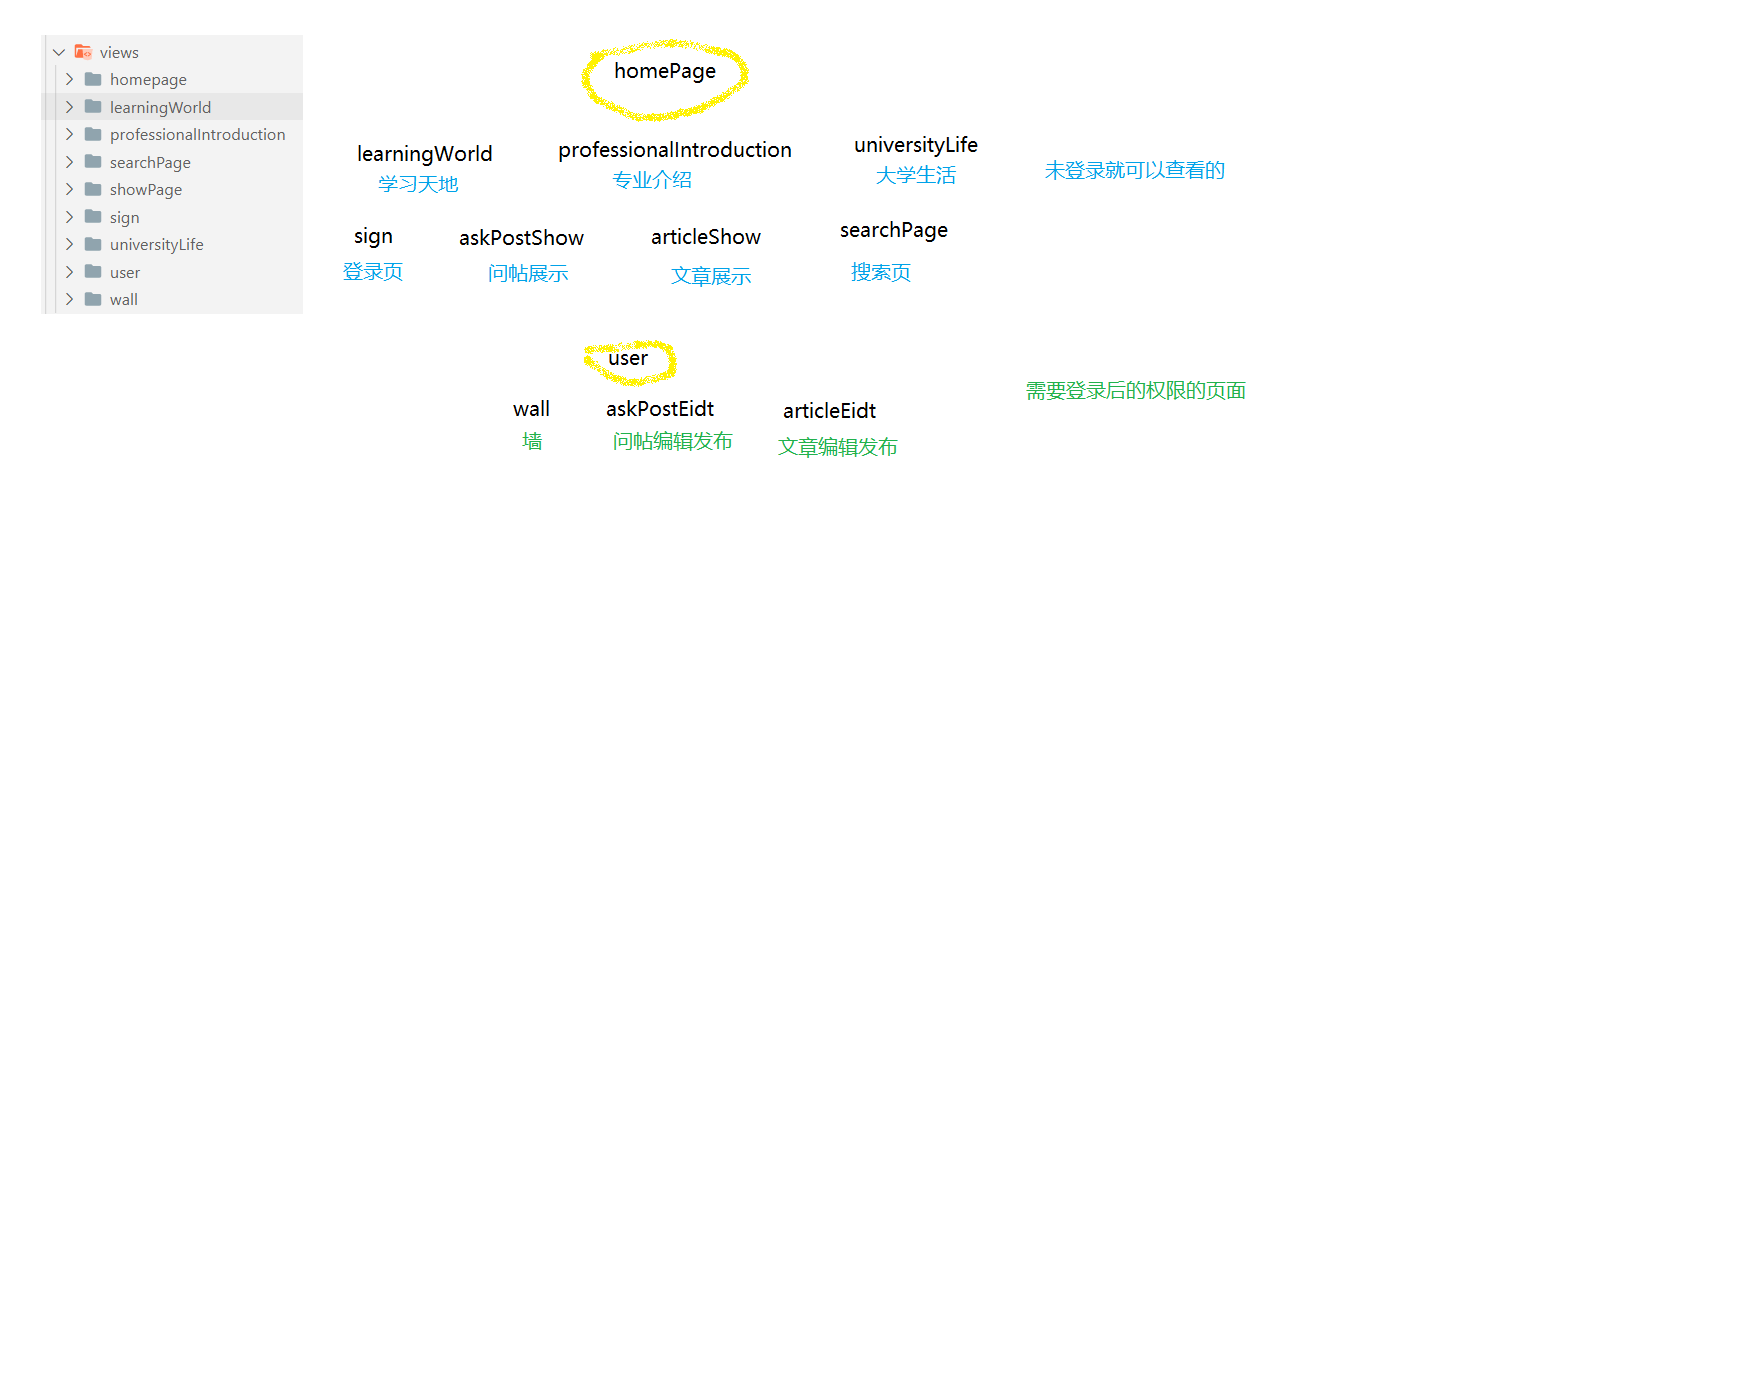 views
homepage
learningWorld
professionalIntroduction
searchPage
showPage
sign
universityLife
user
wall
homePage
learningWorld professionalIntroduction universityLife
学习天地 专业介绍 大学生活 未登录就可以查看的
sign askPostShow articleShow searchPage
登录页 问帖展示 文章展示 搜索页
user
需要登录后的权限的页面
wall askPostEidt articleEidt
墙 问帖编辑发布 文章编辑发布